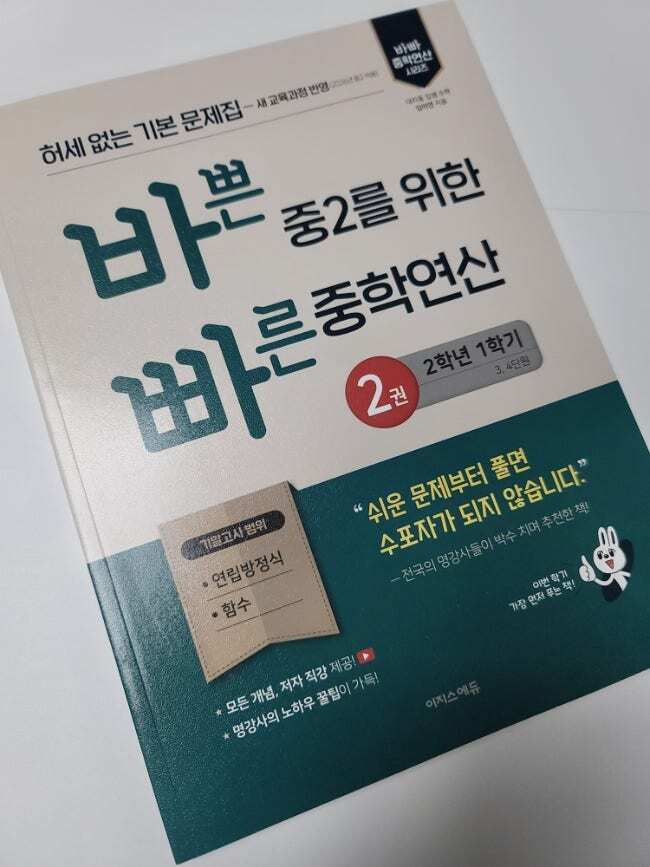 바빠
중학연산
시리즈
허세 없는 기본 문제집 – 새 교육과정 반영
바쁜 중2를 위한
빠른 중학연산
2권 2학년 1학기
3, 4단원
기말고사 범위
• 연립방정식
• 함수
“ 쉬운 문제부터 풀면
수포자가 되지 않습니다.”
– 전국의 명강사들이 박수 치며 추천한 책!
이번 학기
가장 먼저 푸는 책!
★ 모든 개념, 저자 직강 제공!
★ 명강사의 노하우 꿀팁이 가득!
이지스에듀